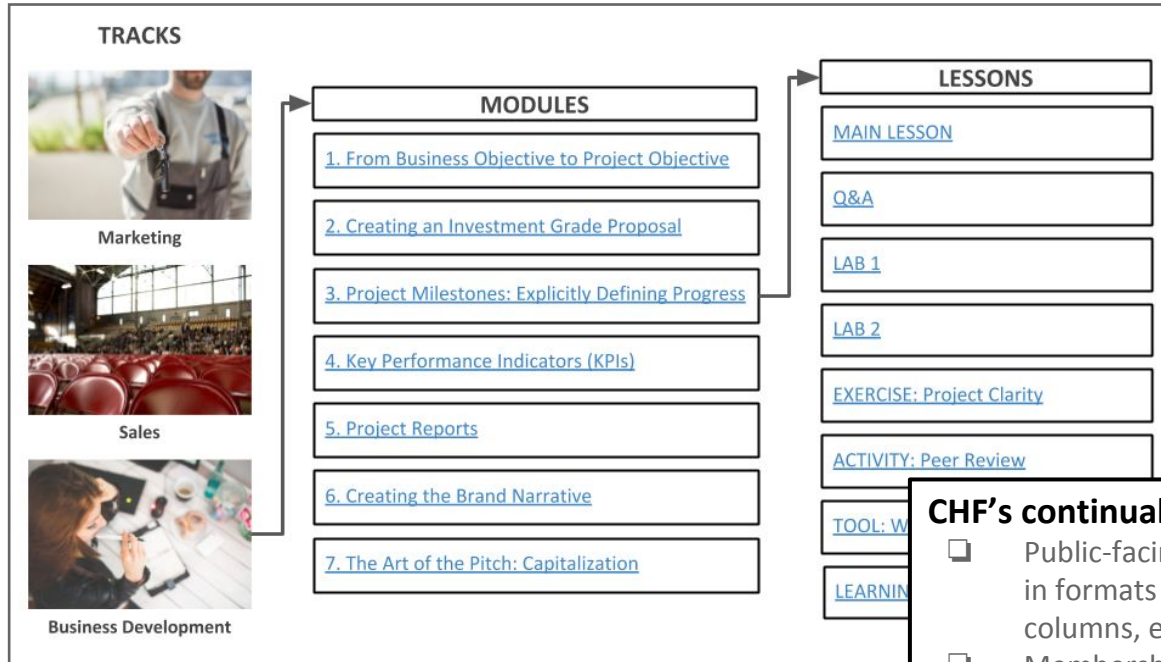 TRACKS
Marketing
Sales
Business Development
MODULES
1. From Business Objective to Project Objective
2. Creating an Investment Grade Proposal
3. Project Milestones: Explicitly Defining Progress
4. Key Performance Indicators (KPIs)
5. Project Reports
6. Creating the Brand Narrative
7. The Art of the Pitch: Capitalization
LESSONS
MAIN LESSON
Q&A
LAB 1
LAB 2
EXERCISE: Project Clarity
ACTIVITY: Peer Review
TOOL:
CHF's
in formats
columns,